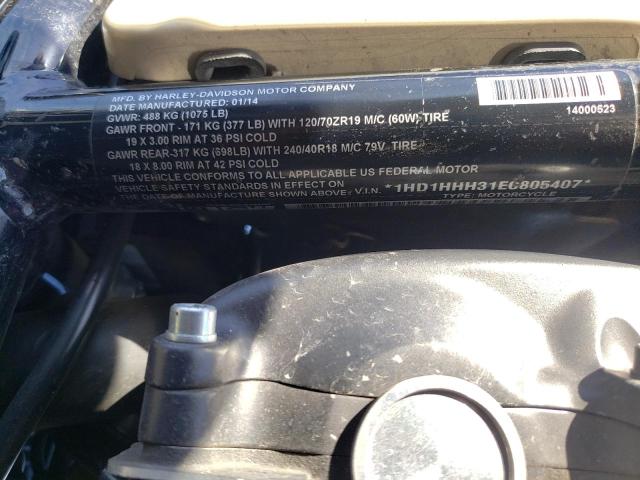 MFD. BY HARLEY-DAVIDSON MOTOR COMPANY
DATE MANUFACTURED: 01/14
GVWR: 488 KG (1075 LB)
GAWR FRONT - 171 KG (377 LB) WITH 120/70ZR19 M/C (60W) TIRE
19 X 3.00 RIM AT 36 PSI COLD
GAWR REAR-317 KG (698LB) WITH 240/40R18 M/C 79V TIRE
18 X 8.00 RIM AT 42 PSI COLD
THIS VEHICLE CONFORMS TO ALL APPLICABLE US FEDERAL MOTOR
VEHICLE SAFETY STANDARDS IN EFFECT ON
THE DATE OF MANUFACTURE SHOWN ABOVE: V.I.N. *1HD1HHH31EC805407*
TYPE: MOTORCYCLE
14000523